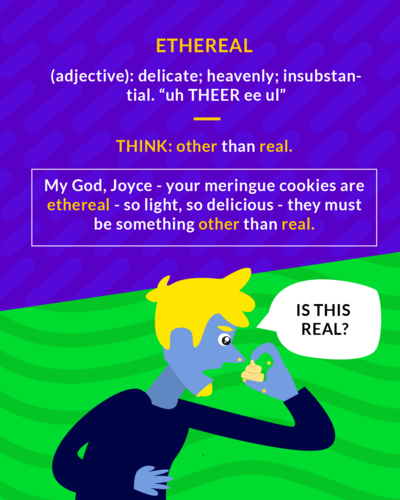 ETHEREAL
(adjective): delicate; heavenly; insubstan-
tial. “uh THEER ee ul”
THINK: other than real.
My God, Joyce - your meringue cookies are
ethereal - so light, so delicious - they must
be something other than real.
IS THIS
REAL?